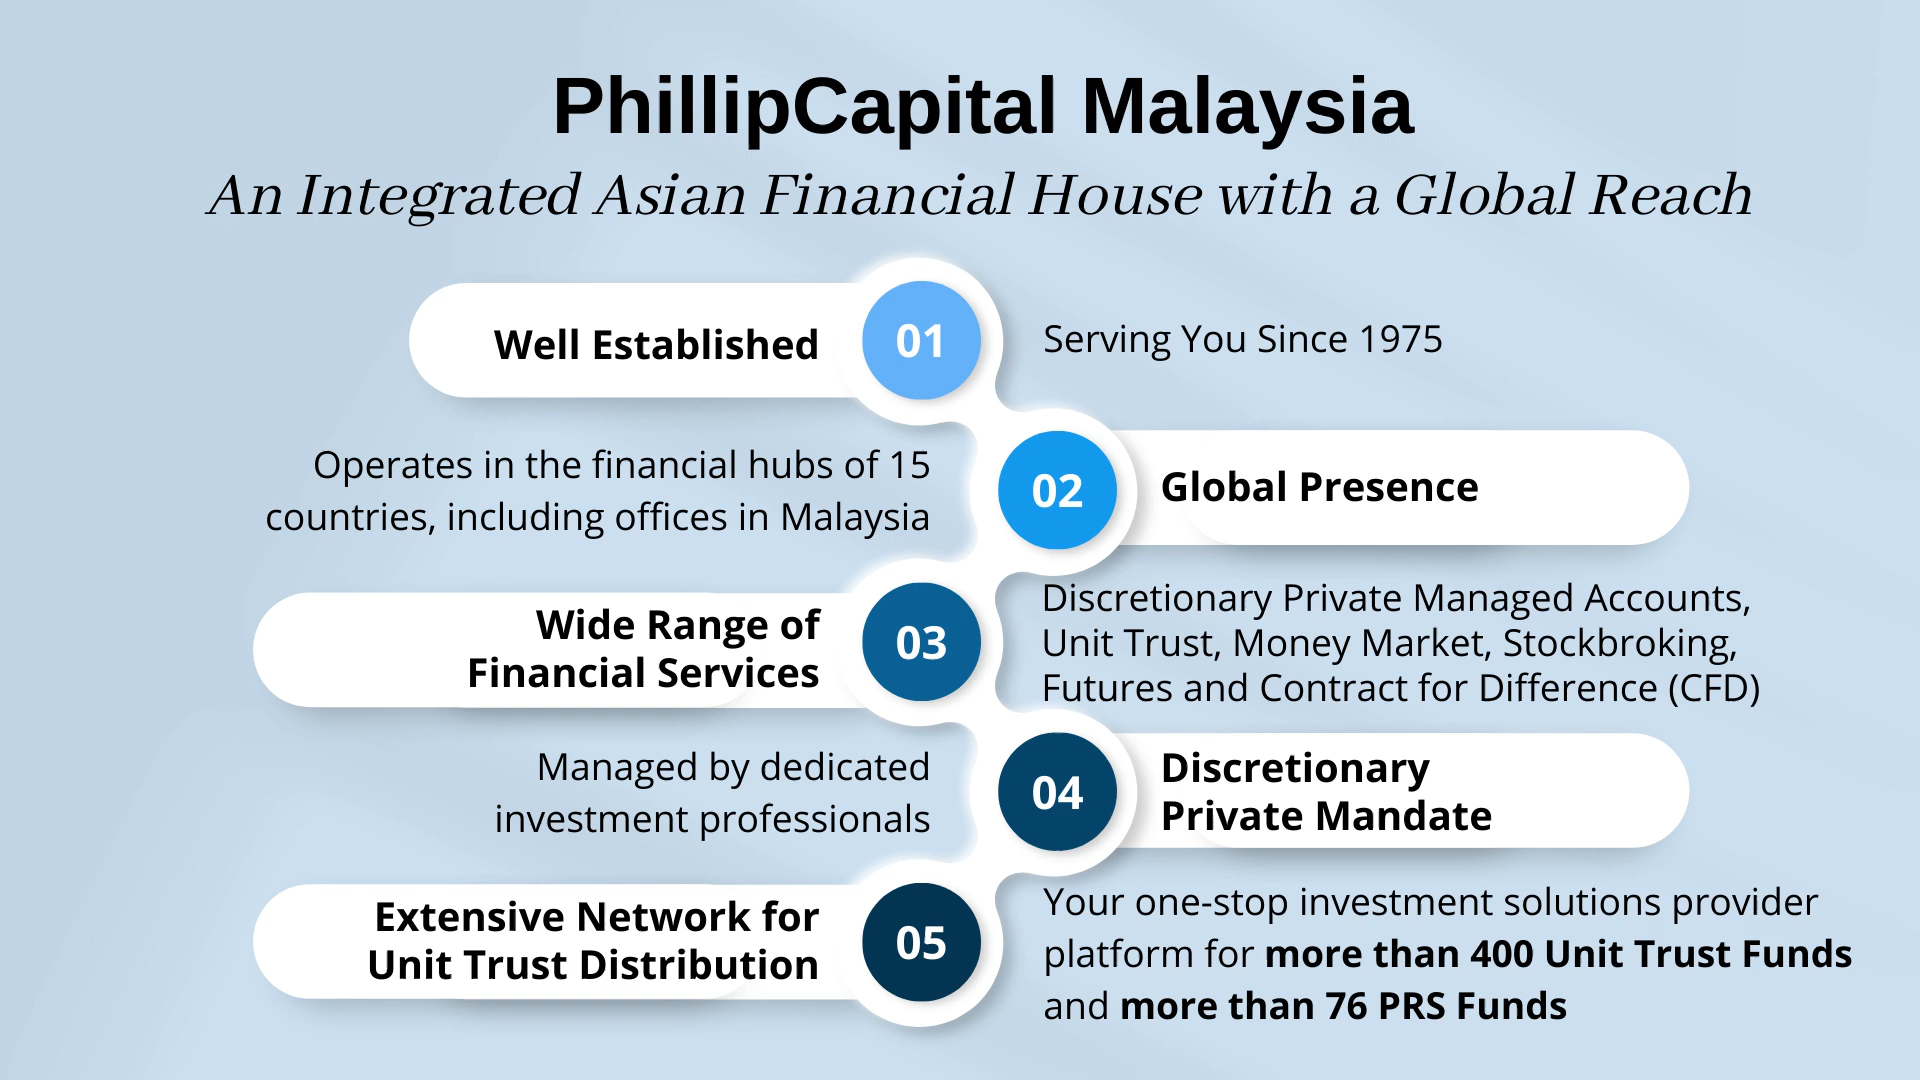 PhillipCapital Malaysia
An Integrated Asian Financial House with a Global Reach
Well Established
01
Serving You Since 1975
Operates in the financial hubs of 15
countries, including offices in Malaysia
02
Global Presence
Wide Range of
Financial Services
03
Discretionary Private Managed Accounts,
Unit Trust, Money Market, Stockbroking,
Futures and Contract for Difference (CFD)
Managed by dedicated
investment professionals
04
Discretionary
Private Mandate
Extensive Network for
Unit Trust Distribution
05
Your one-stop investment solutions provider
platform for more than 400 Unit Trust Funds
and more than 76 PRS Funds